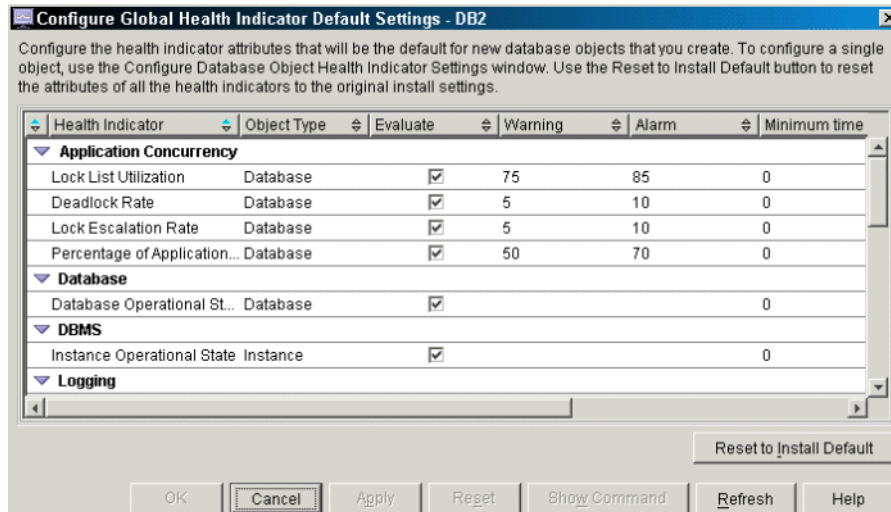 Configure Global Health Indicator Default Settings - DB2
Configure the health indicator attributes that will be the default for new database objects that you create. To configure a single
object, use the Configure Database Object Health Indicator Settings window. Use the Reset to Install Default button to reset
the attributes of all the health indicators to the original install settings.
Health Indicator Object Type Evaluate Warning Alarm Minimum time
Application Concurrency
Lock List Utilization Database 75 85 0
Deadlock Rate Database 5 10 0
Lock Escalation Rate Database 5 10 0
Percentage of Application... Database 50 70 0
Database
Database Operational St... Database 0
DBMS
Instance Operational State Instance 0
Logging
Reset to Install Default
OK Cancel Apply Reset Show Command Refresh Help